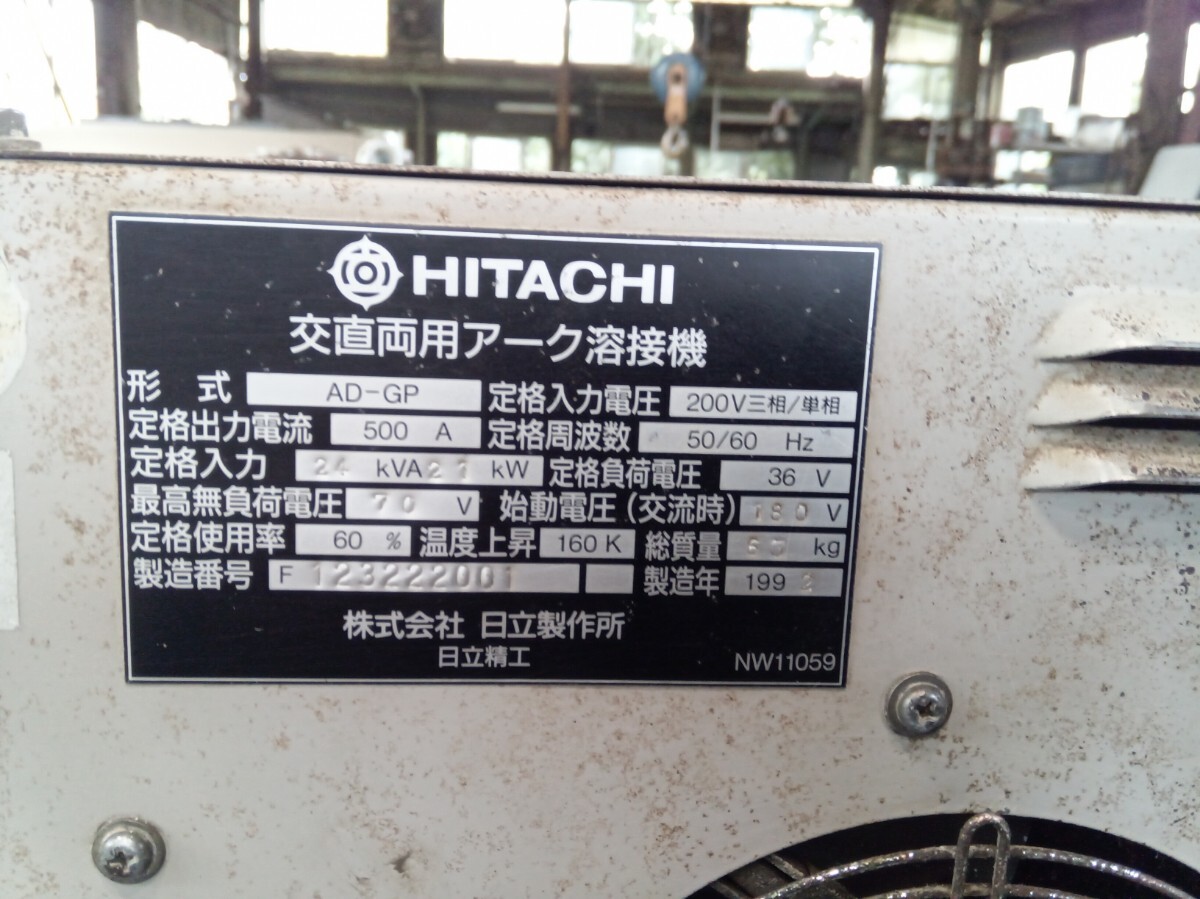 HITACHI
交直両用アーク溶接機
形 式 AD-GP 定格入力電圧 200V三相/単相
定格出力電流 500 A 定格周波数 50/60 Hz
定格入力 24 kVA 21 kW 定格負荷電圧 36 V
最高無負荷電圧 70 V 始動電圧(交流時) 180 V
定格使用率 60 % 温度上昇 160 K 総質量 kg
製造番号 F 123222001 製造年 199
株式会社 日立製作所
日立精工
NW11059